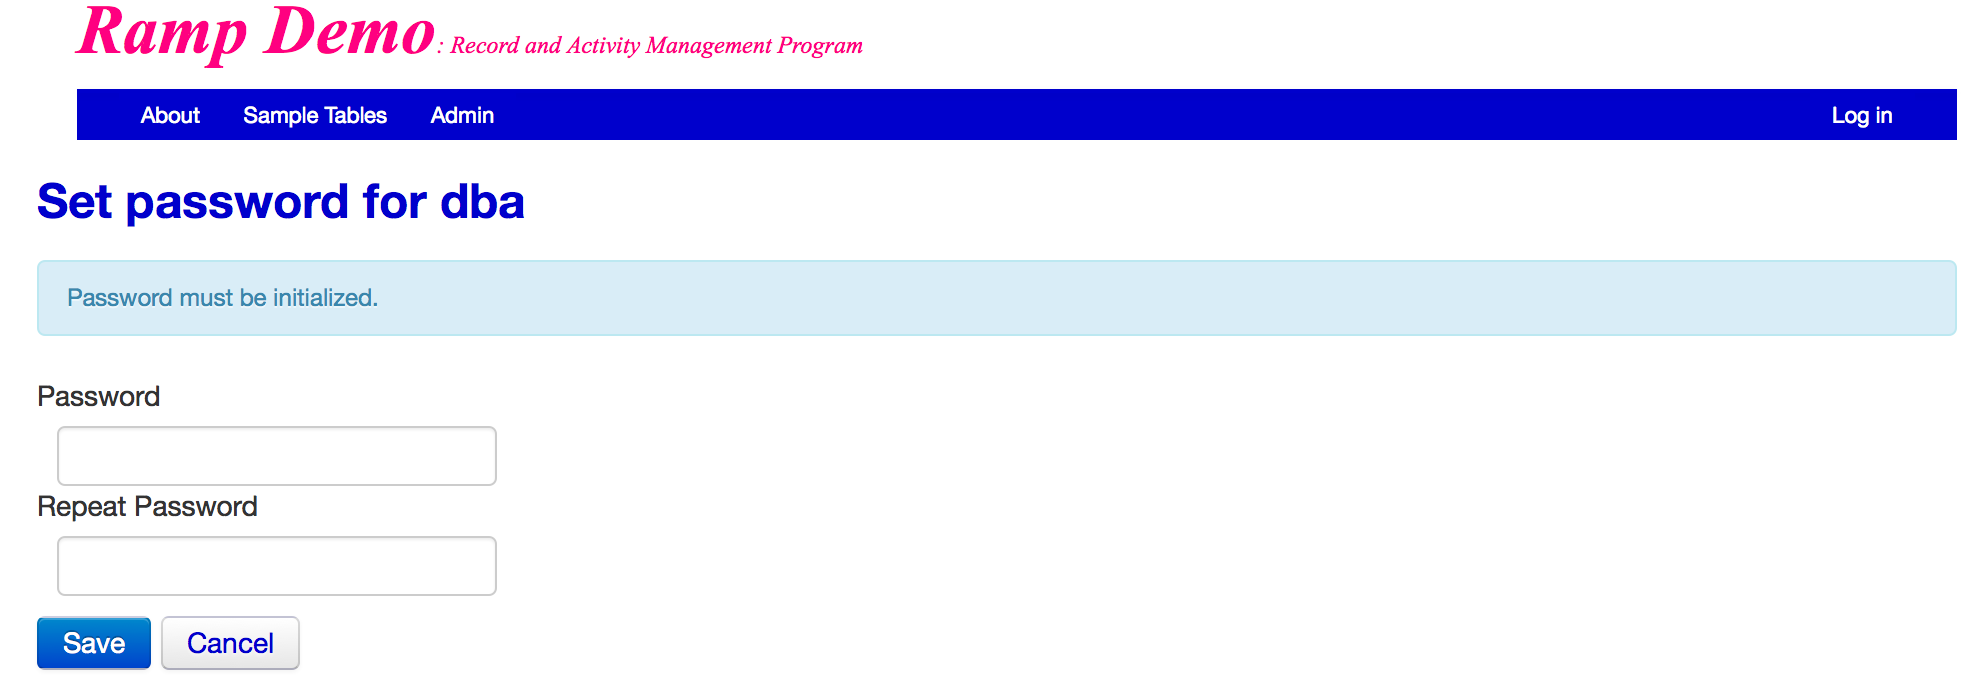 Ramp Demo: Record and Activity Management Program
About Sample Tables Admin Log in
Set password for dba
Password must be initialized.
Password
Repeat Password
Save Cancel